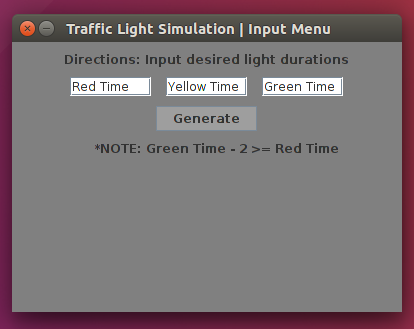 Traffic Light Simulation | Input Menu
Directions: Input desired light durations
Red Time Yellow Time Green Time
Generate
*NOTE: Green Time - 2 >= Red Time